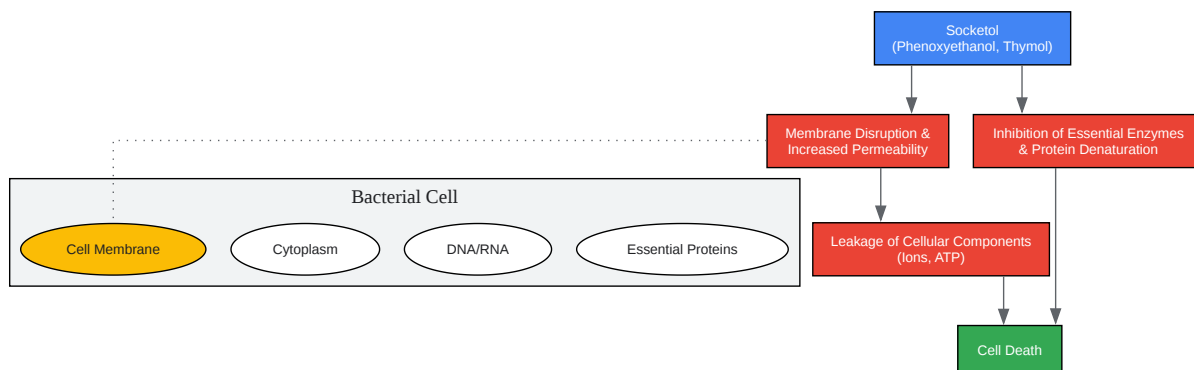 Socketol
(Phenoxyethanol, Thymol)
Membrane Disruption &
Increased Permeability
Inhibition of Essential Enzymes
& Protein Denaturation
Bacterial Cell
Cell Membrane
Cytoplasm
DNA/RNA
Essential Proteins
Leakage of Cellular Components
(Ions, ATP)
Cell Death